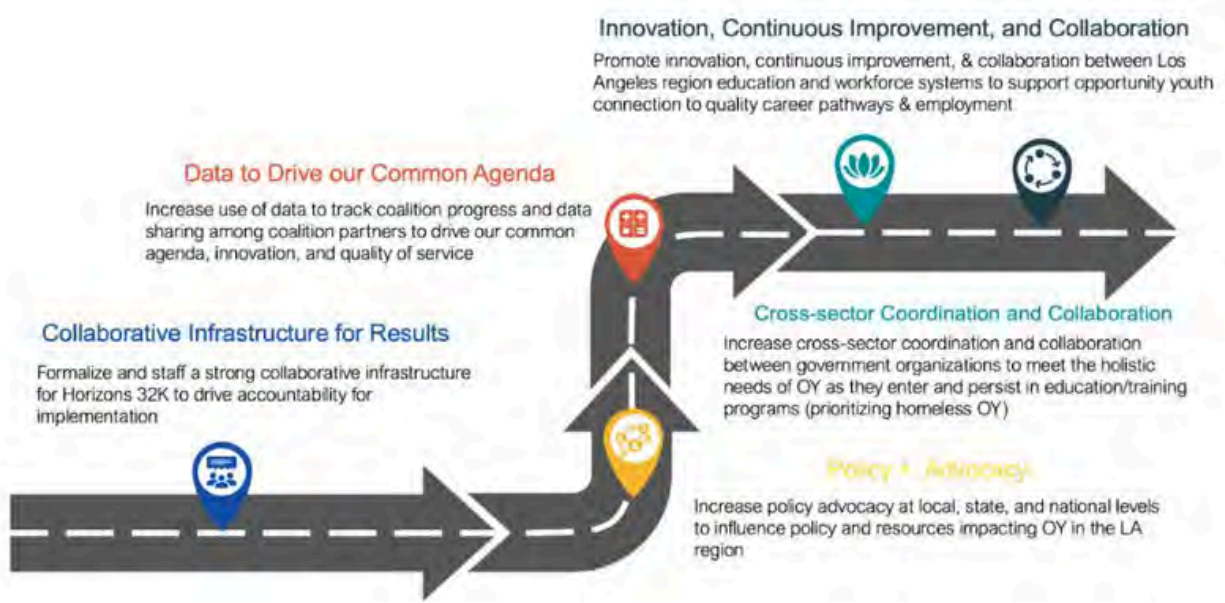 Innovation, Continuous Improvement, and Collaboration
Promote innovation, continuous improvement, & collaboration between Los
Angeles region education and workforce systems to support opportunity youth
connection to quality career pathways & employment
Data to Drive our Common Agenda
Increase use of data to track coalition progress and data
sharing among coalition partners to drive our common
agenda, innovation, and quality of service
Collaborative Infrastructure for Results
Formalize and staff a strong collaborative infrastructure
for Horizons 32K to drive accountability for
implementation
Cross-sector Coordination and Collaboration
Increase cross-sector coordination and collaboration
between government organizations to meet the holistic
needs of OY as they enter and persist in education/training
programs (prioritizing homeless OY)
Policy + Advocacy
Increase policy advocacy at local, state, and national levels
to influence policy and resources impacting OY in the LA
region